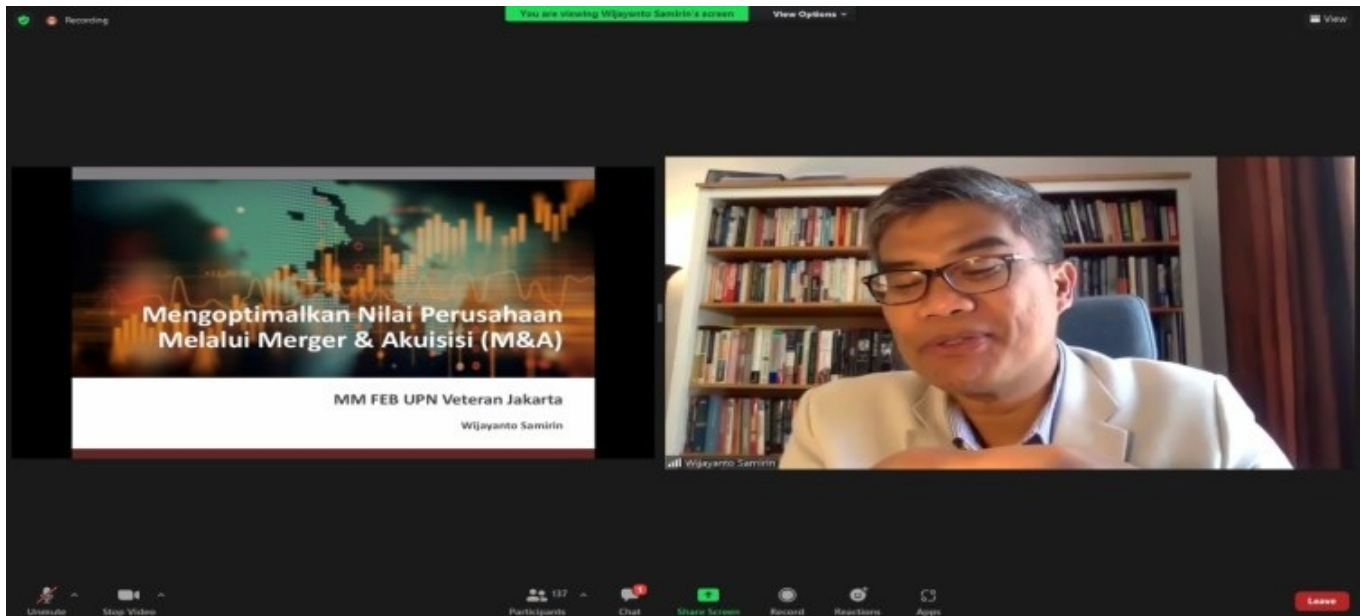 Recording
You are viewing Wijayanto Samirin's screen
View Options
View
Mengoptimalkan Nilai Perusahaan
Melalui Merger & Akuisisi (M&A)
MM FEB UPN Veteran Jakarta
Wijayanto Samirin
Wijayanto Samirin
Unmute
Stop Video
Participants
137
Chat
1
Share Screen
Record
Reactions
Apps
Leave